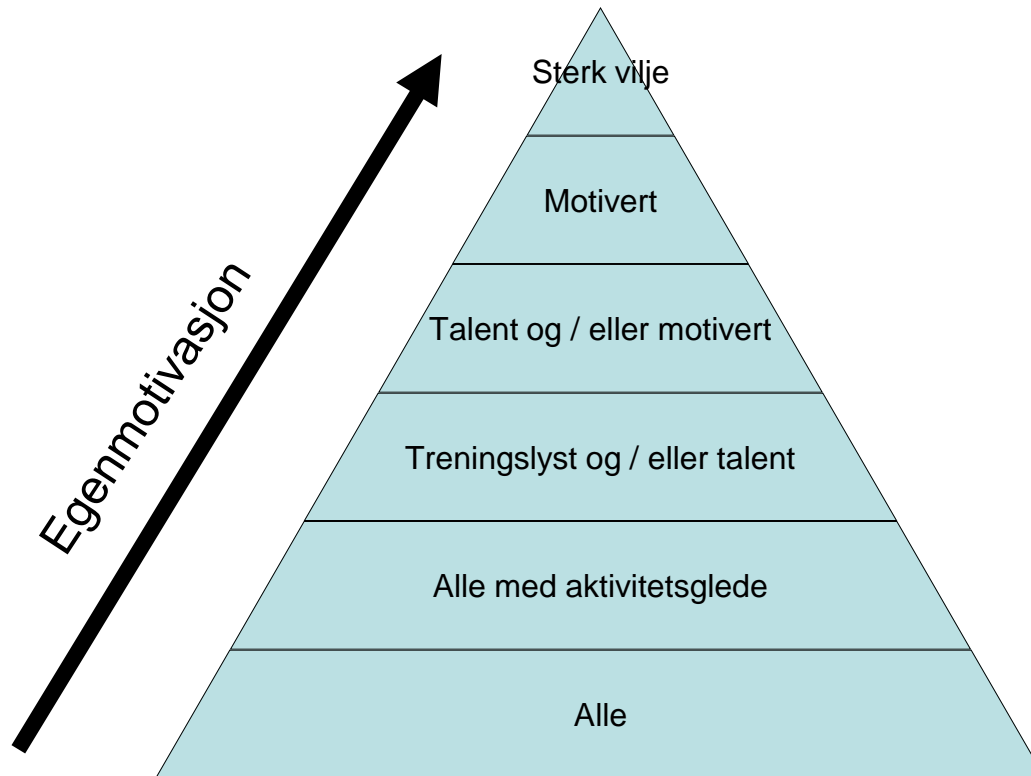 Sterk vilje
Motivert
Talent og / eller motivert
Treningslyst og / eller talent
Alle med aktivitetsglede
Alle
Egenmotivasjon